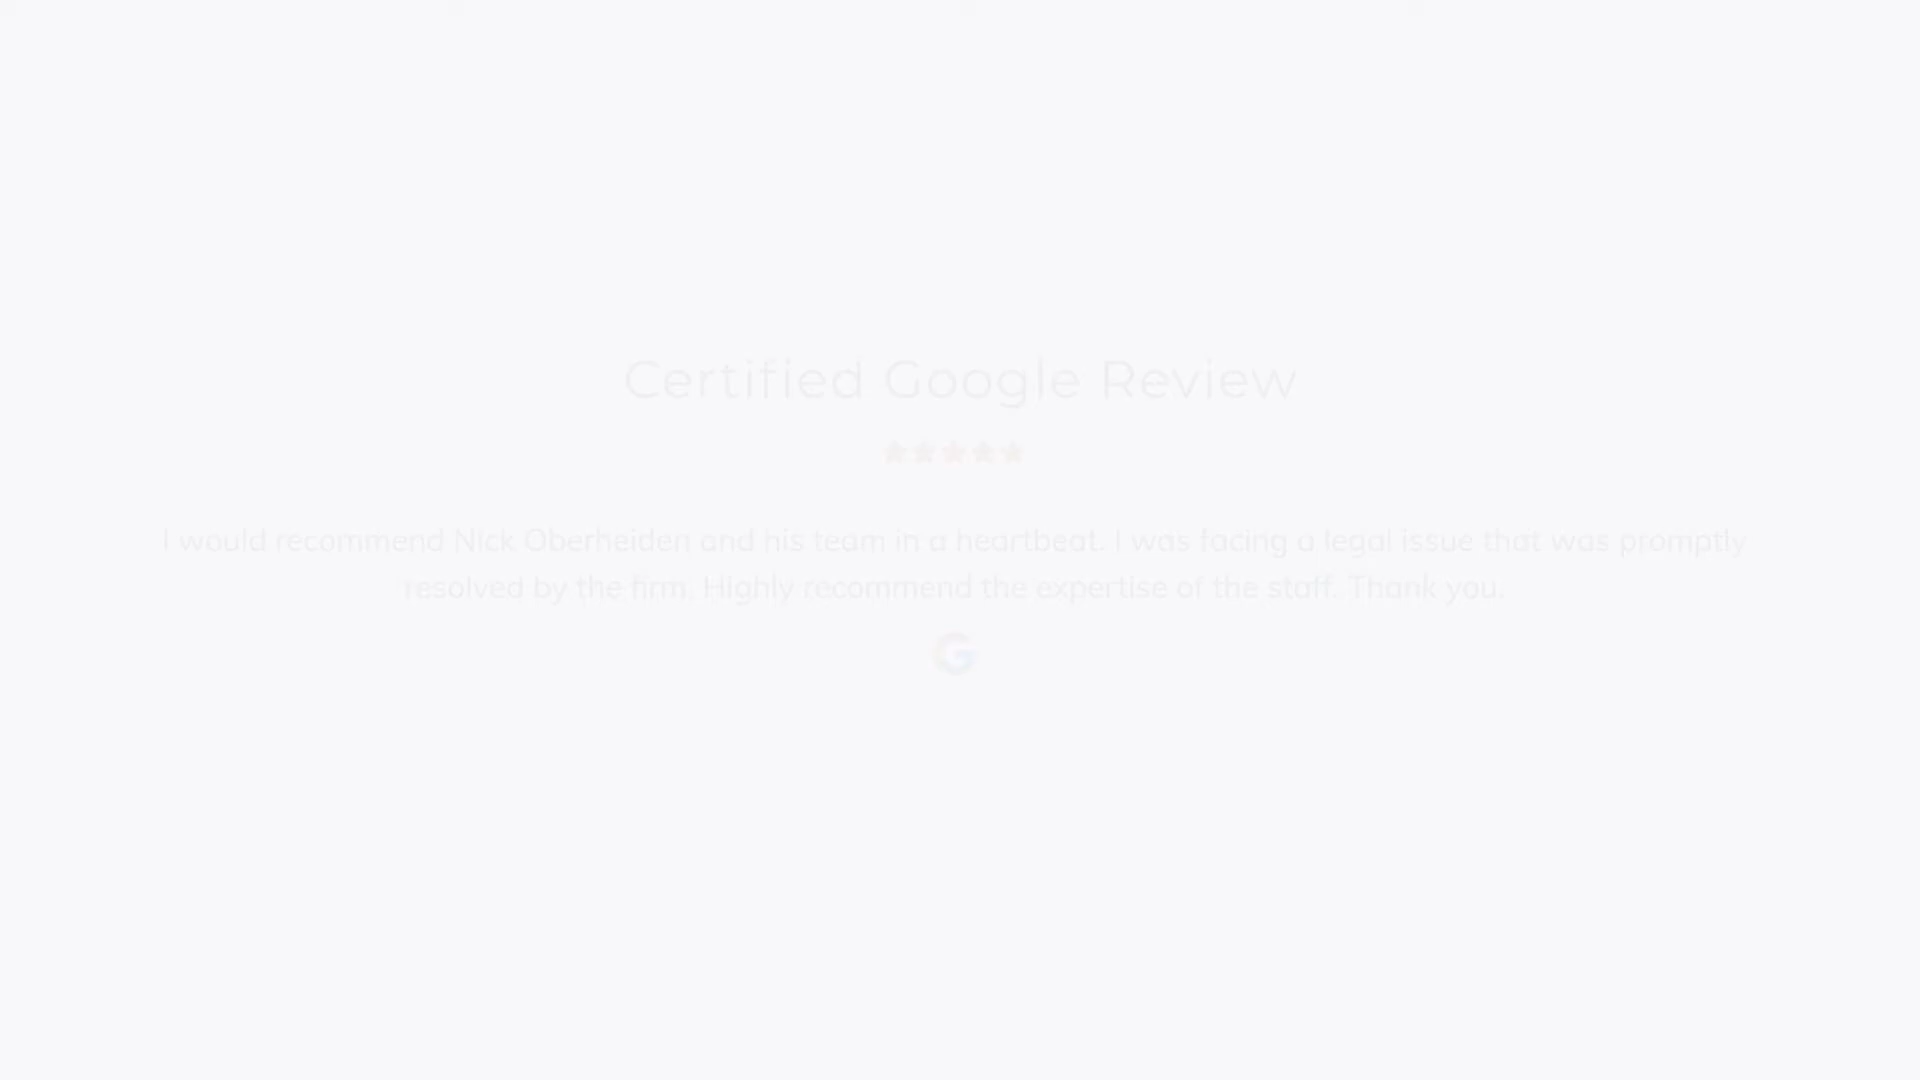 Certified Google Review
I would recommend Nick Oberheiden and his team in a heartbeat. I was facing a legal issue that was promptly
resolved by the firm. Highly recommend the expertise of the staff. Thank you.